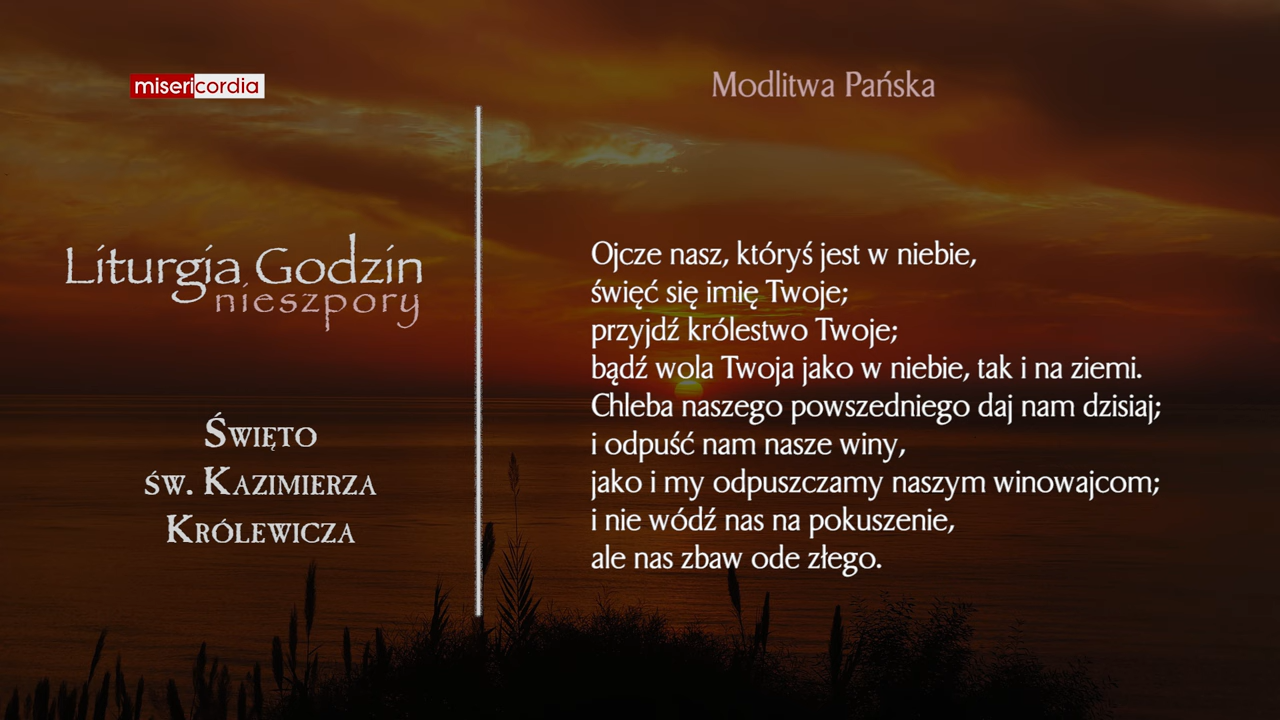 misericordia
Liturgia Godzin
nieszpory
Święto
św. Kazimierza
Królewicza
Modlitwa Pańska
Ojcze nasz, któryś jest w niebie,
święć się imię Twoje;
przyjdź królestwo Twoje;
bądź wola Twoja jako w niebie, tak i na ziemi.
Chleba naszego powszedniego daj nam dzisiaj;
i odpuść nam nasze winy,
jako i my odpuszczamy naszym winowajcom;
i nie wódź nas na pokuszenie,
ale nas zbaw ode złego.